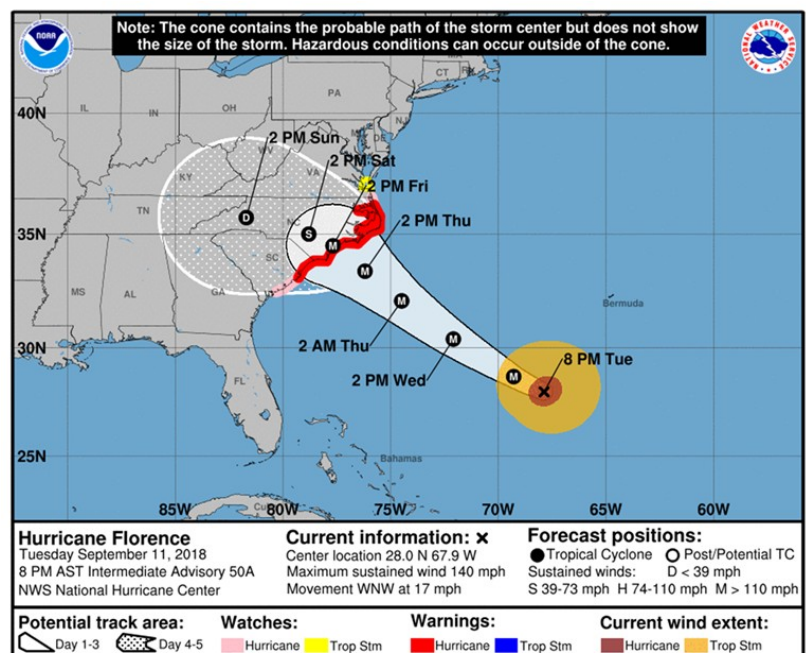 Note: The cone contains the probable path of the storm center but does not show
the size of the storm. Hazardous conditions can occur outside of the cone.
NOAA
NATIONAL WEATHER SERVICE
MA
CT
RI
PA
NJ
IL
IN
OH
40N
MD
DE
2 PM Sun
WV
2 PM Sat
KY
VA
2 PM Fri
TN
D
NC
2 PM Thu
35N
S
M
M
SC
MS
AL
GA
M
Bermuda
2 AM Thu
M
30N
8 PM Tue
2 PM Wed
M
FL
25N
Bahamas
85W
80W
75W
70W
65W
60W
Hurricane Florence
Tuesday September 11, 2018
8 PM AST Intermediate Advisory 50A
NWS National Hurricane Center
Current information: x
Center location 28.0 N 67.9 W
Maximum sustained wind 140 mph
Movement WNW at 17 mph
Forecast positions:
Tropical Cyclone Post/Potential TC
Sustained winds: D < 39 mph
S 39-73 mph H 74-110 mph M > 110 mph
Potential track area:
Day 1-3 Day 4-5
Watches:
Hurricane Trop Stm
Warnings:
Hurricane Trop Stm
Current wind extent:
Hurricane Trop Stm